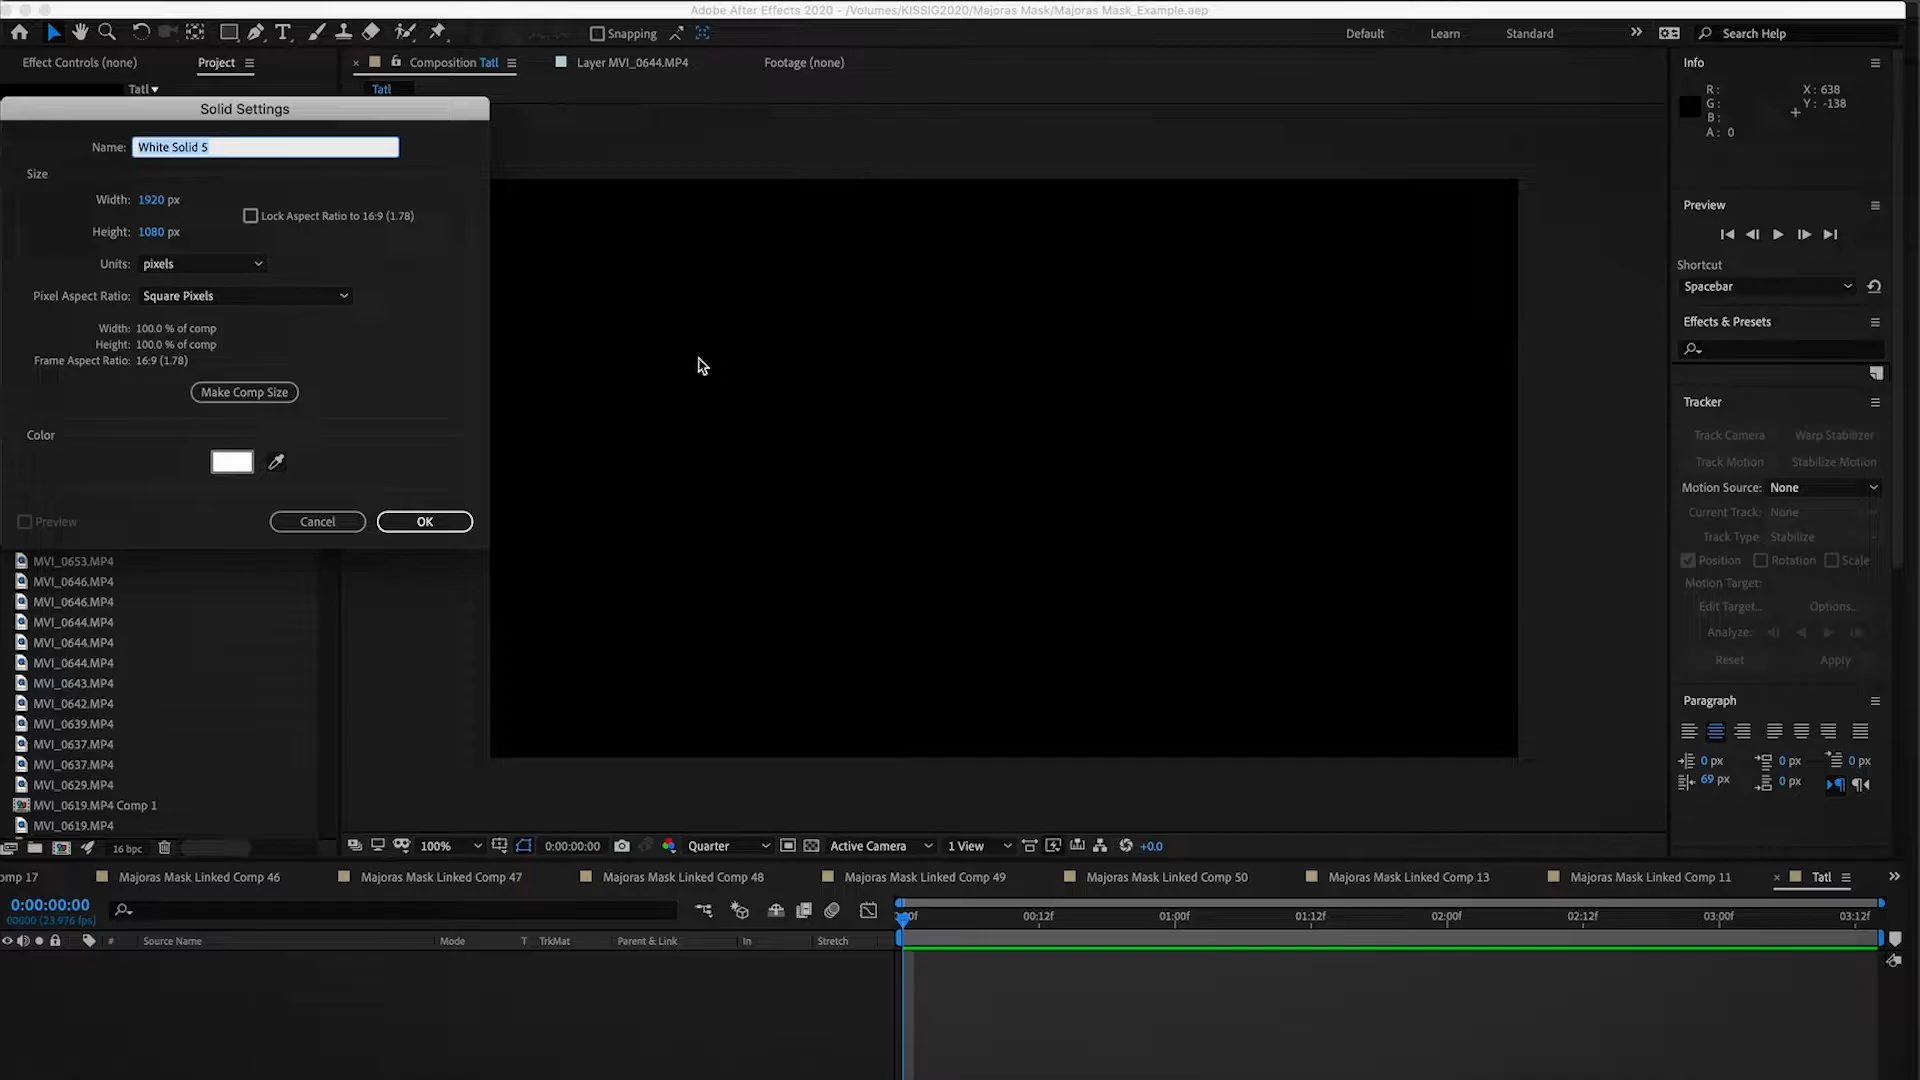 Adobe After Effects 2020 - /Volumes/KISSIG2020/Majoras Mask/Majoras Mask_Example.aep
Snapping
Default
Learn
Standard
Search Help
Effect Controls (none)
Project
Composition Tatl
Layer MVI_0644.MP4
Footage (none)
Tatl
Tatl
Solid Settings
Name: White Solid 5
Size
Width: 1920 px
Lock Aspect Ratio to 16:9 (1.78)
Height: 1080 px
Units: pixels
Pixel Aspect Ratio: Square Pixels
Width: 100.0 % of comp
Height: 100.0 % of comp
Frame Aspect Ratio: 16:9 (1.78)
Make Comp Size
Color
Preview
Cancel
OK
MVI_0653.MP4
MVI_0646.MP4
MVI_0646.MP4
MVI_0644.MP4
MVI_0644.MP4
MVI_0644.MP4
MVI_0643.MP4
MVI_0642.MP4
MVI_0639.MP4
MVI_0637.MP4
MVI_0637.MP4
MVI_0629.MP4
MVI_0619.MP4 Comp 1
MVI_0619.MP4
16 bpc
100%
0:00:00:00
Quarter
Active Camera
1 View
+0.0
Info
R:
G:
B:
A: 0
X: 638
Y: -138
Preview
Shortcut
Spacebar
Effects & Presets
Tracker
Track Camera
Warp Stabilizer
Track Motion
Stabilize Motion
Motion Source: None
Current Track: None
Track Type: Stabilize
Position
Rotation
Scale
Motion Target:
Edit Target...
Options...
Analyze:
Reset
Apply
Paragraph
0 px
0 px
0 px
69 px
0 px
omp 17
Majoras Mask Linked Comp 46
Majoras Mask Linked Comp 47
Majoras Mask Linked Comp 48
Majoras Mask Linked Comp 49
Majoras Mask Linked Comp 50
Majoras Mask Linked Comp 13
Majoras Mask Linked Comp 11
Tatl
0:00:00:00
00000 (23.976 fps)
00:12f
01:00f
01:12f
02:00f
02:12f
03:00f
03:12f
#
Source Name
Mode
T
TrkMat
Parent & Link
In
Stretch